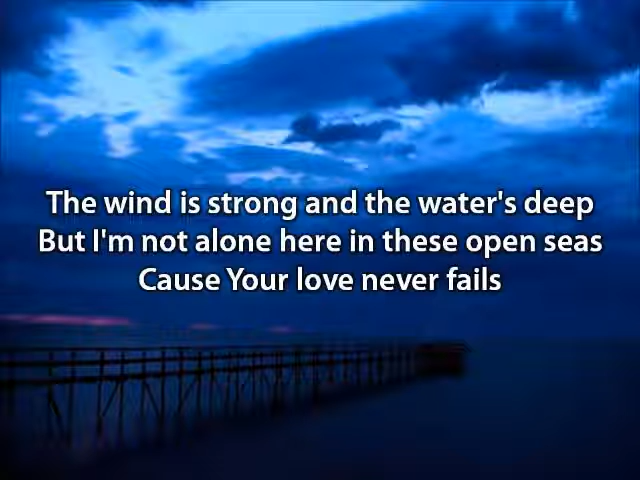 The wind is strong and the water's deep
But I'm not alone here in these open seas
Cause Your love never fails